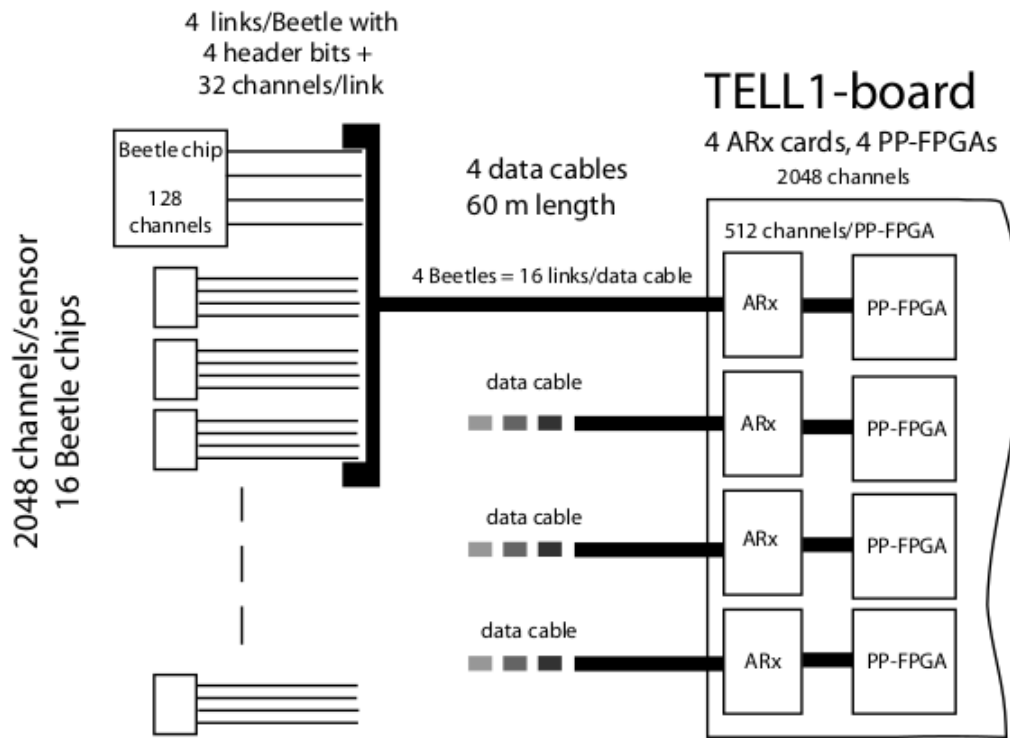 4 links/Beetle with
4 header bits +
32 channels/link
TELL1-board
4 ARx cards, 4 PP-FPGAs
2048 channels
Beetle chip
128
channels
4 data cables
60 m length
512 channels/PP-FPGA
4 Beetles = 16 links/data cable
ARx
PP-FPGA
data cable
ARx
PP-FPGA
data cable
ARx
PP-FPGA
data cable
ARx
PP-FPGA
2048 channels/sensor
16 Beetle chips